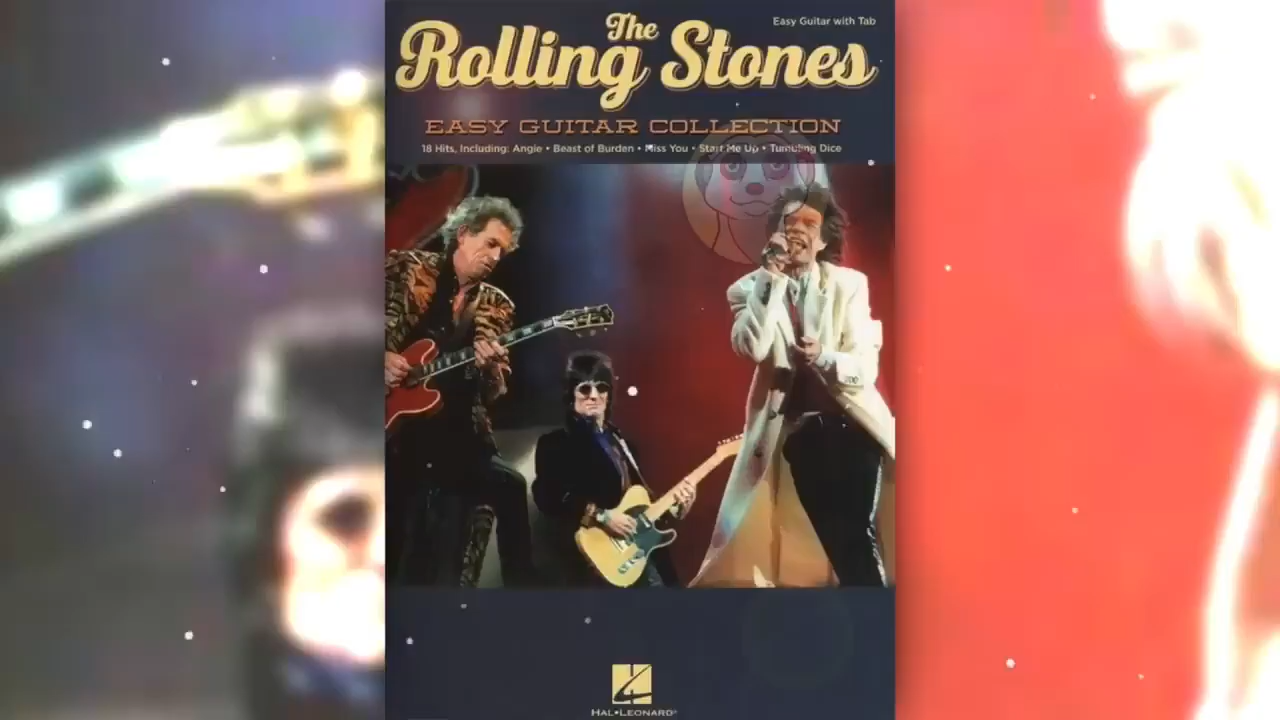 The
Rolling Stones
Easy Guitar with Tab
EASY GUITAR COLLECTION
18 Hits, Including: Angie • Beast of Burden • Miss You • Start Me Up • Tumbling Dice
HL
HAL•LEONARD®